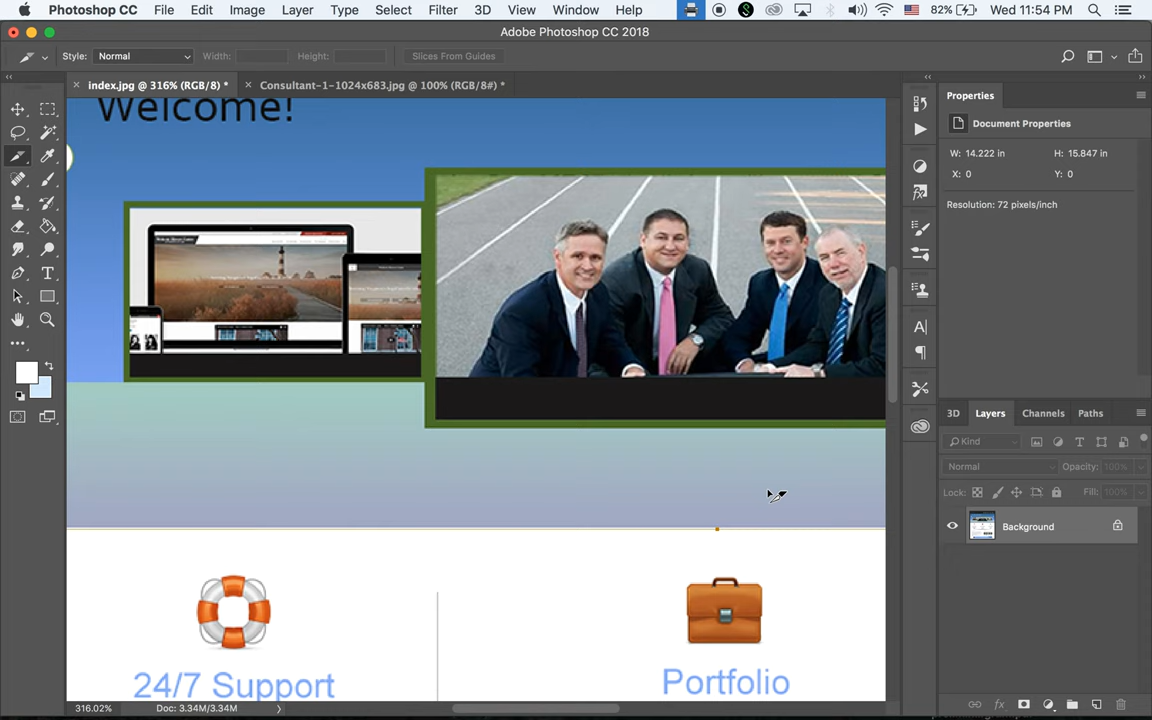 Photoshop CC File Edit Image Layer Type Select Filter 3D View Window Help 82% Wed 11:54 PM
Adobe Photoshop CC 2018
Style: Normal Width: Height: Slices From Guides
index.jpg @ 316% (RGB/8) * Consultant-1-1024x683.jpg @ 100% (RGB/8#) *
Welcome!
24/7 Support
Portfolio
316.02% Doc: 3.34M/3.34M
Properties
Document Properties
W: 14.222 in H: 15.847 in
X: 0 Y: 0
Resolution: 72 pixels/inch
3D Layers Channels Paths
Kind
Normal Opacity: 100%
Lock: Fill: 100%
Background